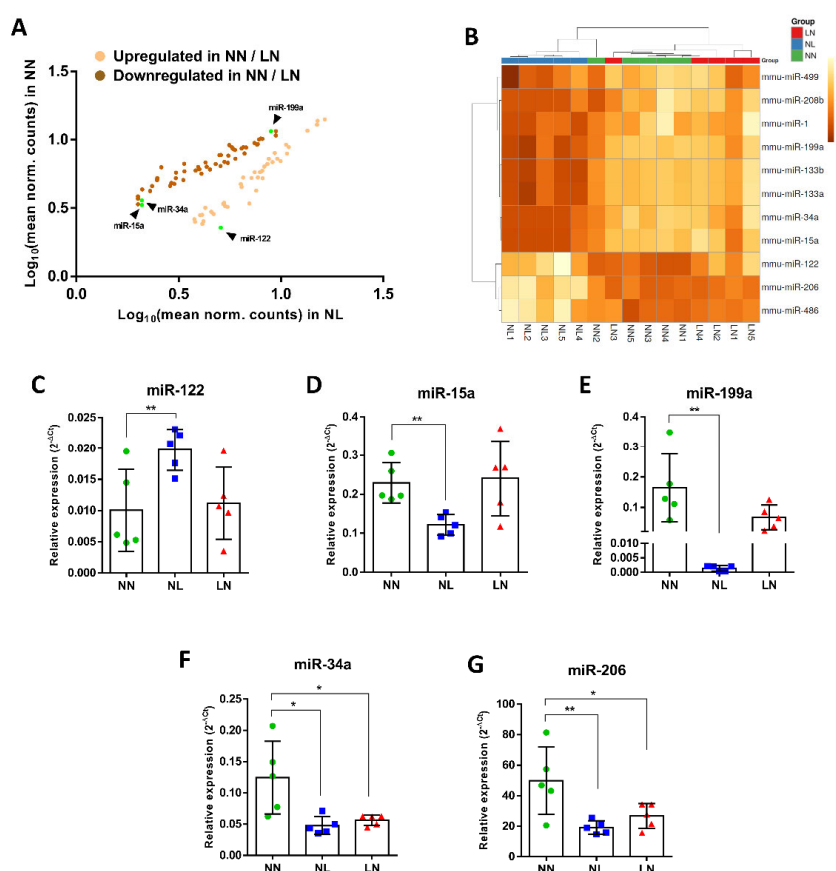 A
Upregulated in NN / LN
Downregulated in NN / LN
Log10(mean norm. counts) in NN
1.5
1.0
0.5
0.0
0.0
0.5
1.0
1.5
Log10(mean norm. counts) in NL
miR-199a
miR-34a
miR-15a
miR-122
B
Group
LN
NL
NN
Group
mmu-miR-499
mmu-miR-208b
mmu-miR-1
mmu-miR-199a
mmu-miR-133b
mmu-miR-133a
mmu-miR-34a
mmu-miR-15a
mmu-miR-122
mmu-miR-206
mmu-miR-486
NL1
NL2
NL3
NL5
NL4
NN2
LN3
NN5
NN3
NN4
NN1
LN4
LN2
LN1
LN5
C
miR-122
Relative expression (2-ΔCt)
0.025
0.020
0.015
0.010
0.005
0.000
**
NN
NL
LN
D
miR-15a
Relative expression (2-ΔCt)
0.4
0.3
0.2
0.1
0.0
**
NN
NL
LN
E
miR-199a
Relative expression (2-ΔCt)
0.4
0.3
0.2
0.1
0.010
0.005
0.000
**
NN
NL
LN
F
miR-34a
Relative expression (2-ΔCt)
0.25
0.20
0.15
0.10
0.05
0.00
*
*
NN
NL
LN
G
miR-206
Relative expression (2-ΔCt)
100
80
60
40
20
0
*
**
NN
NL
LN